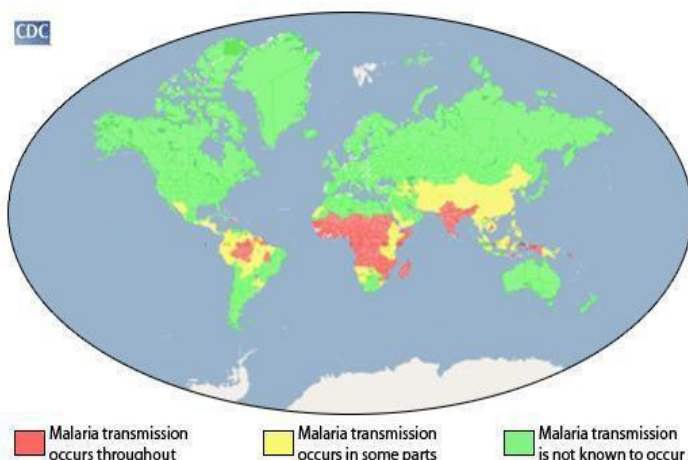 CDC
Malaria transmission
occurs throughout
Malaria transmission
occurs in some parts
Malaria transmission
is not known to occur